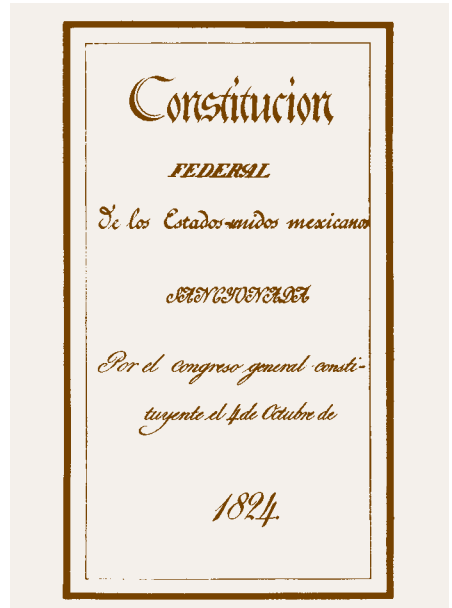 Constitucion
FEDERAL
De los Estados-unidos mexicanos
SANCYONADA
Por el congreso general consti-
tuyente el 4 de Octubre de
1824.